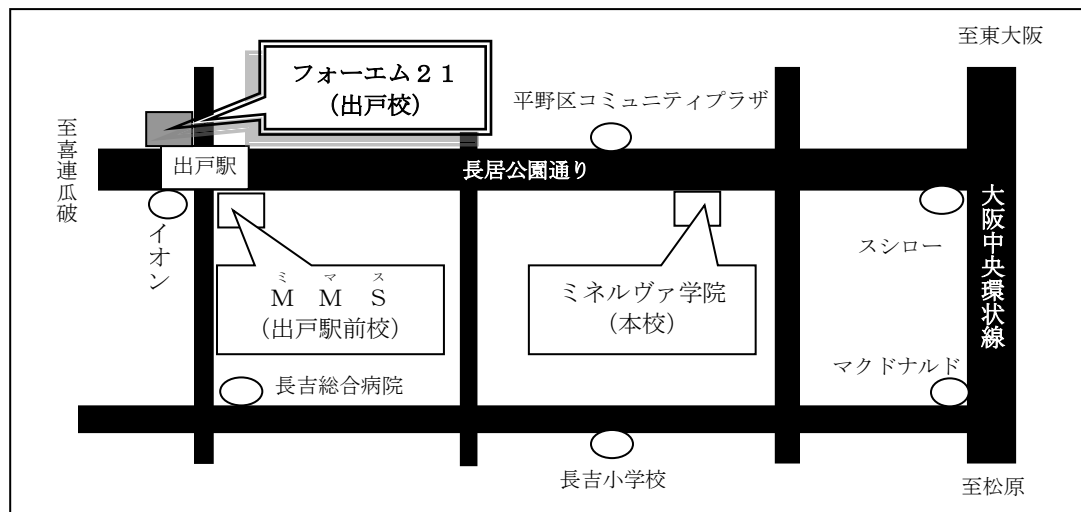 至東大阪
フォーエム２１
（出戸校）
平野区コミュニティプラザ
至喜連瓜破
出戸駅
長居公園通り
大阪中央環状線
イオン
スシロー
ミ マ ス
Ｍ Ｍ Ｓ
（出戸駅前校）
ミネルヴァ学院
（本校）
マクドナルド
長吉総合病院
長吉小学校
至松原